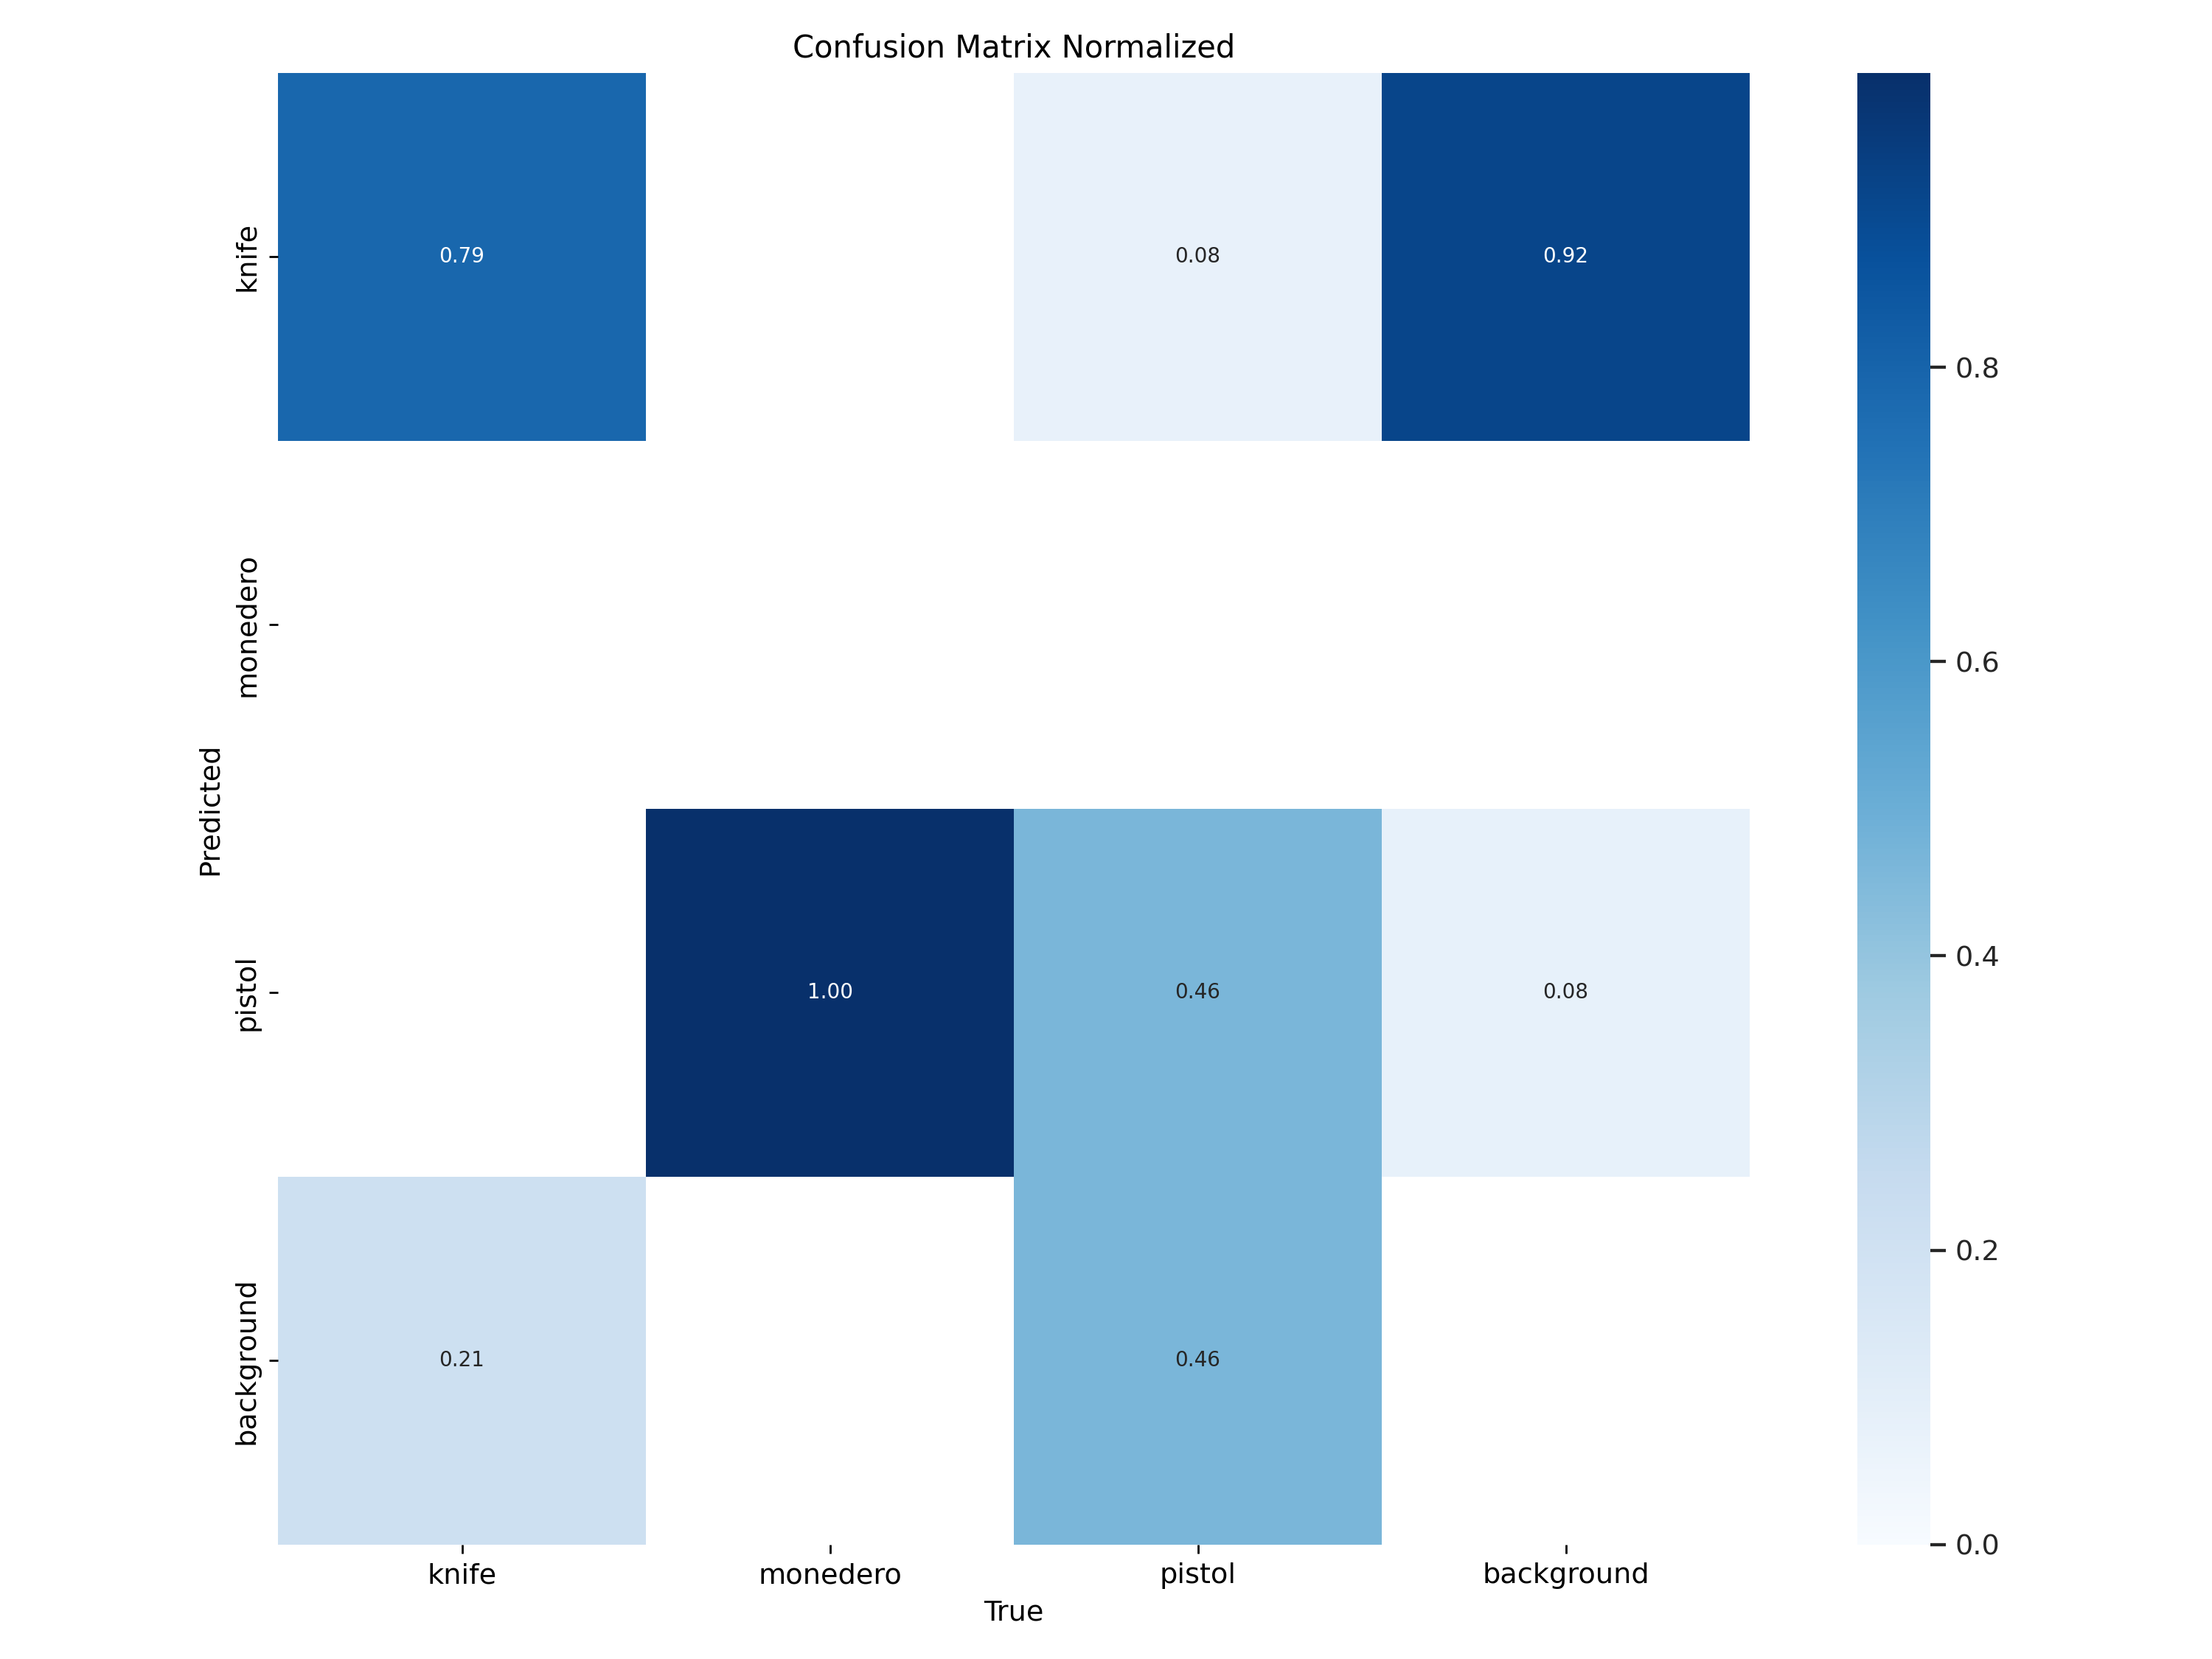 Confusion Matrix Normalized
knife
0.79
0.08
0.92
0.8
monedero
0.6
Predicted
pistol
1.00
0.46
0.08
0.4
background
0.21
0.46
0.2
0.0
knife
monedero
pistol
background
True